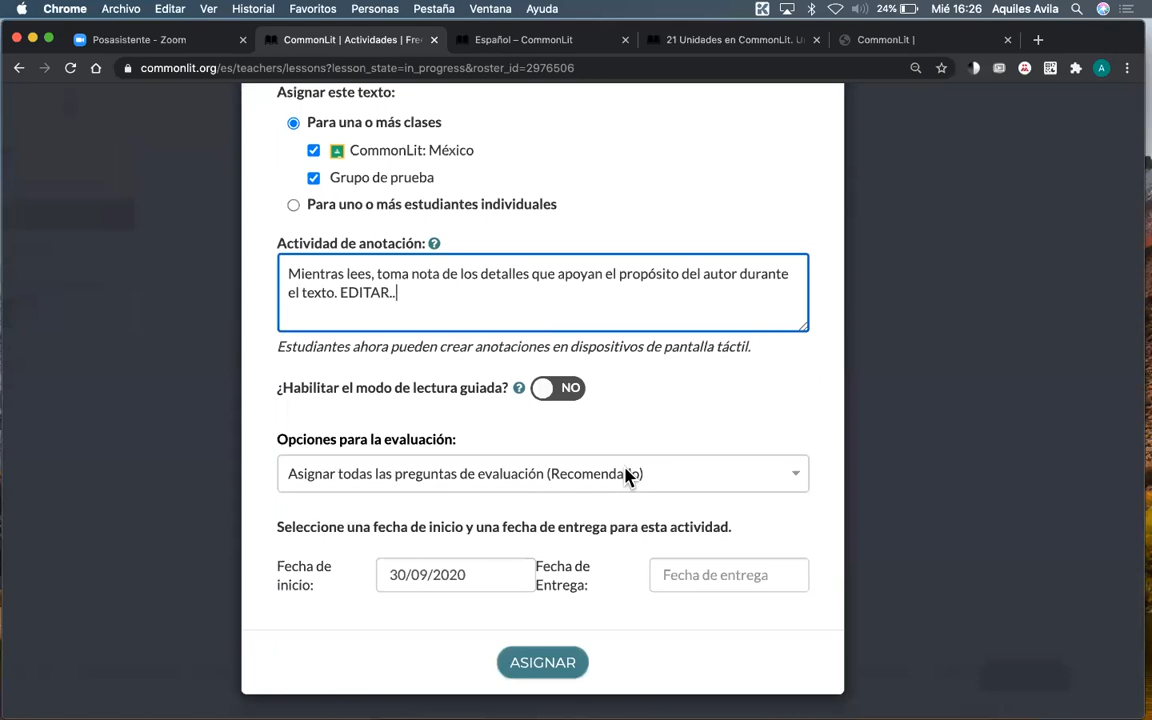 Chrome Archivo Editar Ver Historial Favoritos Personas Pestaña Ventana Ayuda 24% Mié 16:26 Aquiles Avila
Posasistente - Zoom CommonLit | Actividades | Fre Español – CommonLit 21 Unidades en CommonLit. U CommonLit |
commonlit.org/es/teachers/lessons?lesson_state=in_progress&roster_id=2976506 A
Asignar este texto:
Para una o más clases
CommonLit: México
Grupo de prueba
Para uno o más estudiantes individuales
Actividad de anotación: ?
Mientras lees, toma nota de los detalles que apoyan el propósito del autor durante
el texto. EDITAR..
Estudiantes ahora pueden crear anotaciones en dispositivos de pantalla táctil.
¿Habilitar el modo de lectura guiada? ? NO
Opciones para la evaluación:
Asignar todas las preguntas de evaluación (Recomendado)
Seleccione una fecha de inicio y una fecha de entrega para esta actividad.
Fecha de inicio: 30/09/2020 Fecha de Entrega: Fecha de entrega
ASIGNAR